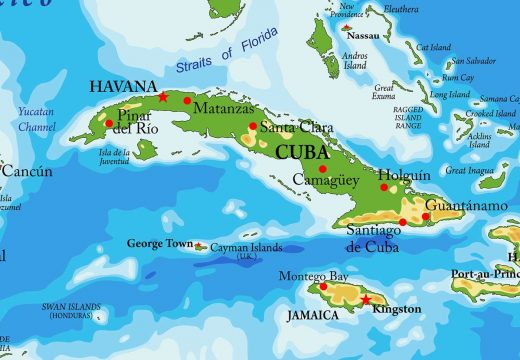 New
Providence
Eleuthera
Straits of Florida
Nassau
Andros
Island
Cat Island
San Salvador
Rum Cay
Great
Exuma
Long Island
Samana Ca
RAGGED
ISLAND
RANGE
Crooked Island
Acklins
Island
HAVANA
Matanzas
Yucatan
Channel
Pinar
del Río
Santa Clara
CUBA
Isla de la
Juventud
Camagüey
Holguín
Great Inagua
Cancún
Isla
ozumel
Guantánamo
Santiago
de Cuba
George Town
Cayman Islands
(U.K.)
Montego Bay
Port-au-Prin
SWAN ISLANDS
(HONDURAS)
JAMAICA
Kingston